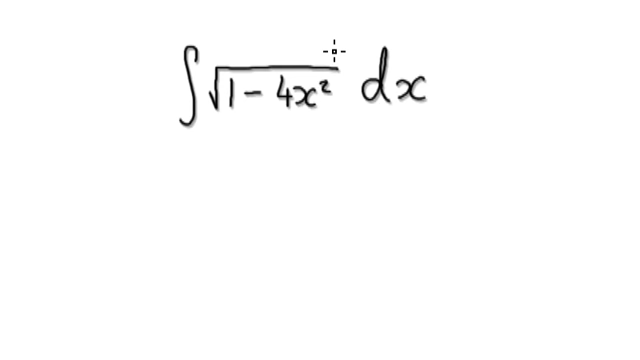 ∫√(1 - 4x²) dx